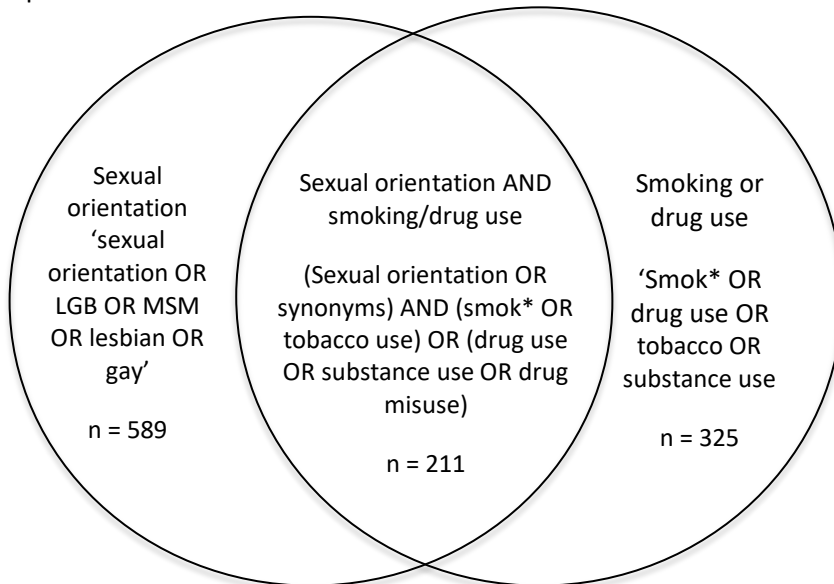 Sexual
orientation
‘sexual
orientation OR
LGB OR MSM
OR lesbian OR
gay’
n = 589
Sexual orientation AND
smoking/drug use
(Sexual orientation OR
synonyms) AND (smok* OR
tobacco use) OR (drug use
OR substance use OR drug
misuse)
n = 211
Smoking or
drug use
‘Smok* OR
drug use OR
tobacco OR
substance use
n = 325